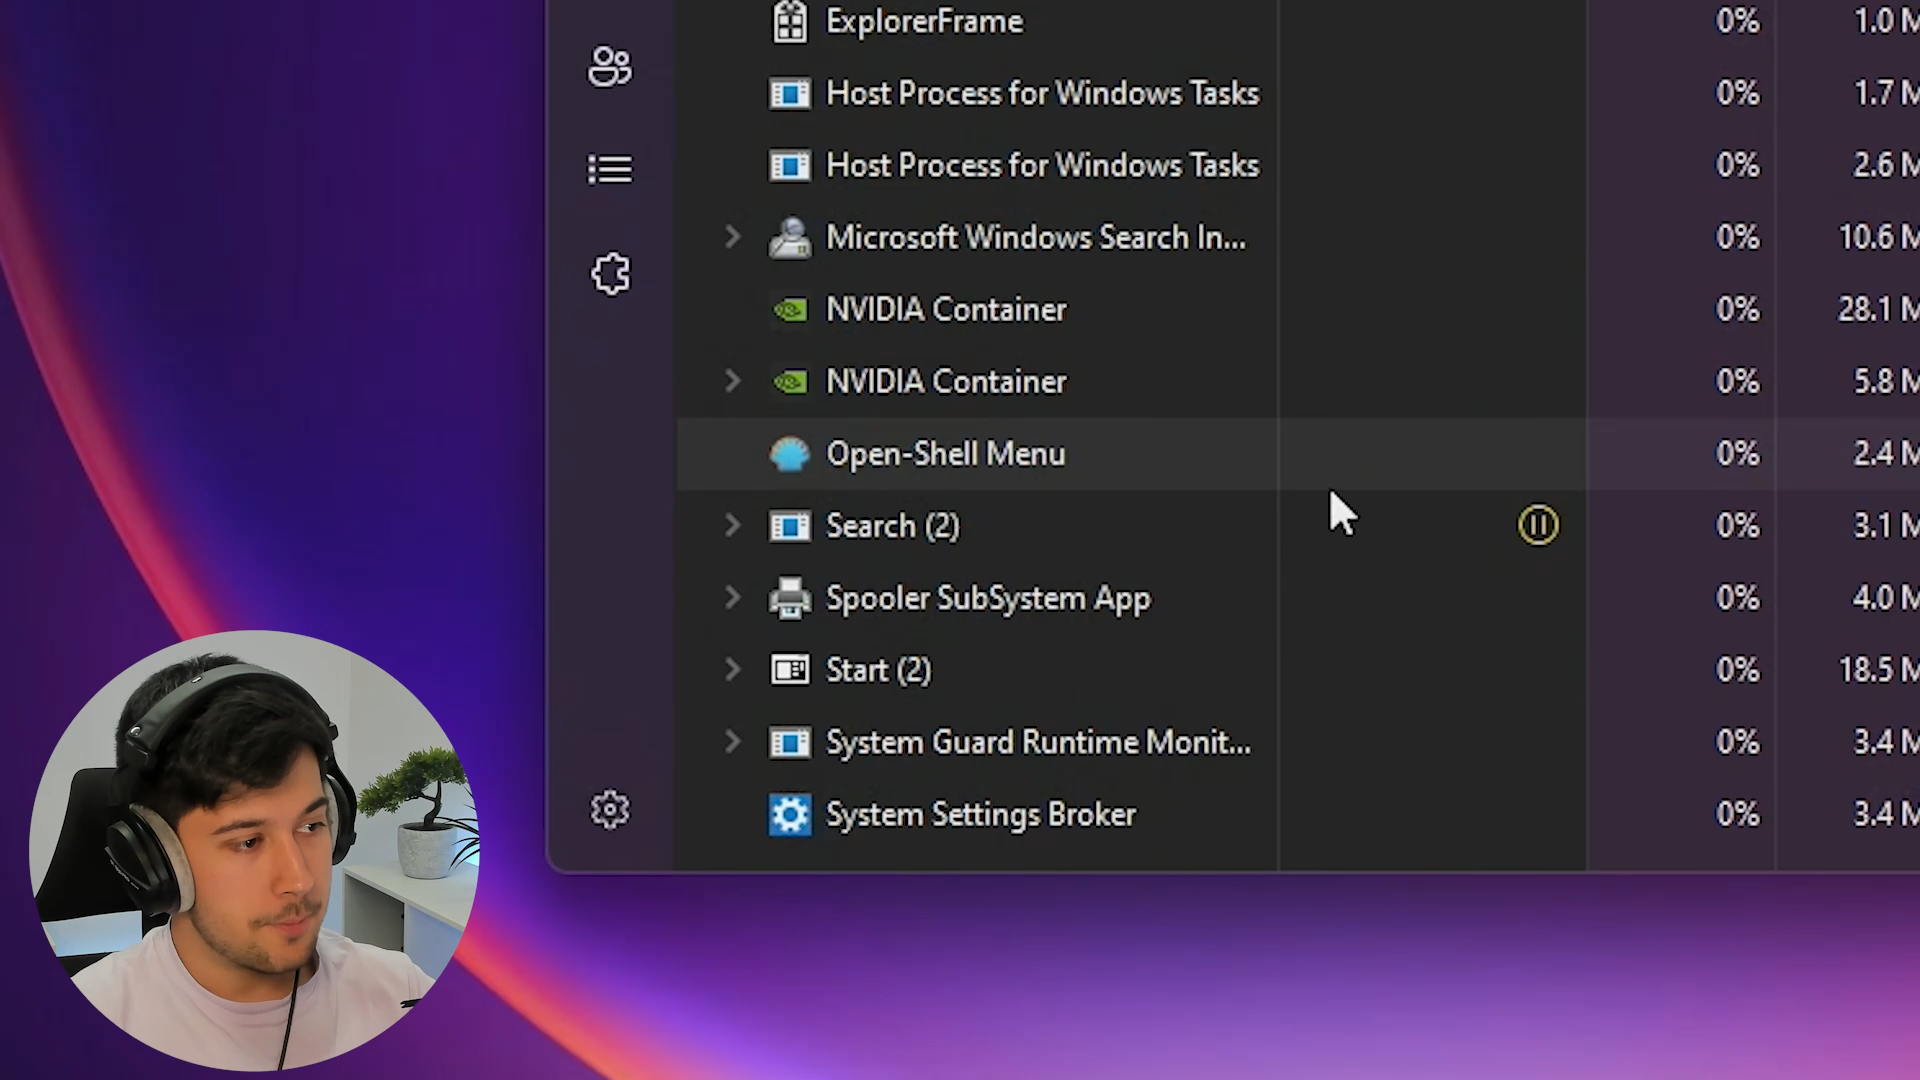 ExplorerFrame 0% 1.0 M
Host Process for Windows Tasks 0% 1.7 M
Host Process for Windows Tasks 0% 2.6 M
Microsoft Windows Search In... 0% 10.6 M
NVIDIA Container 0% 28.1 M
NVIDIA Container 0% 5.8 M
Open-Shell Menu 0% 2.4 M
Search (2) 0% 3.1 M
Spooler SubSystem App 0% 4.0 M
Start (2) 0% 18.5 M
System Guard Runtime Monit... 0% 3.4 M
System Settings Broker 0% 3.4 M